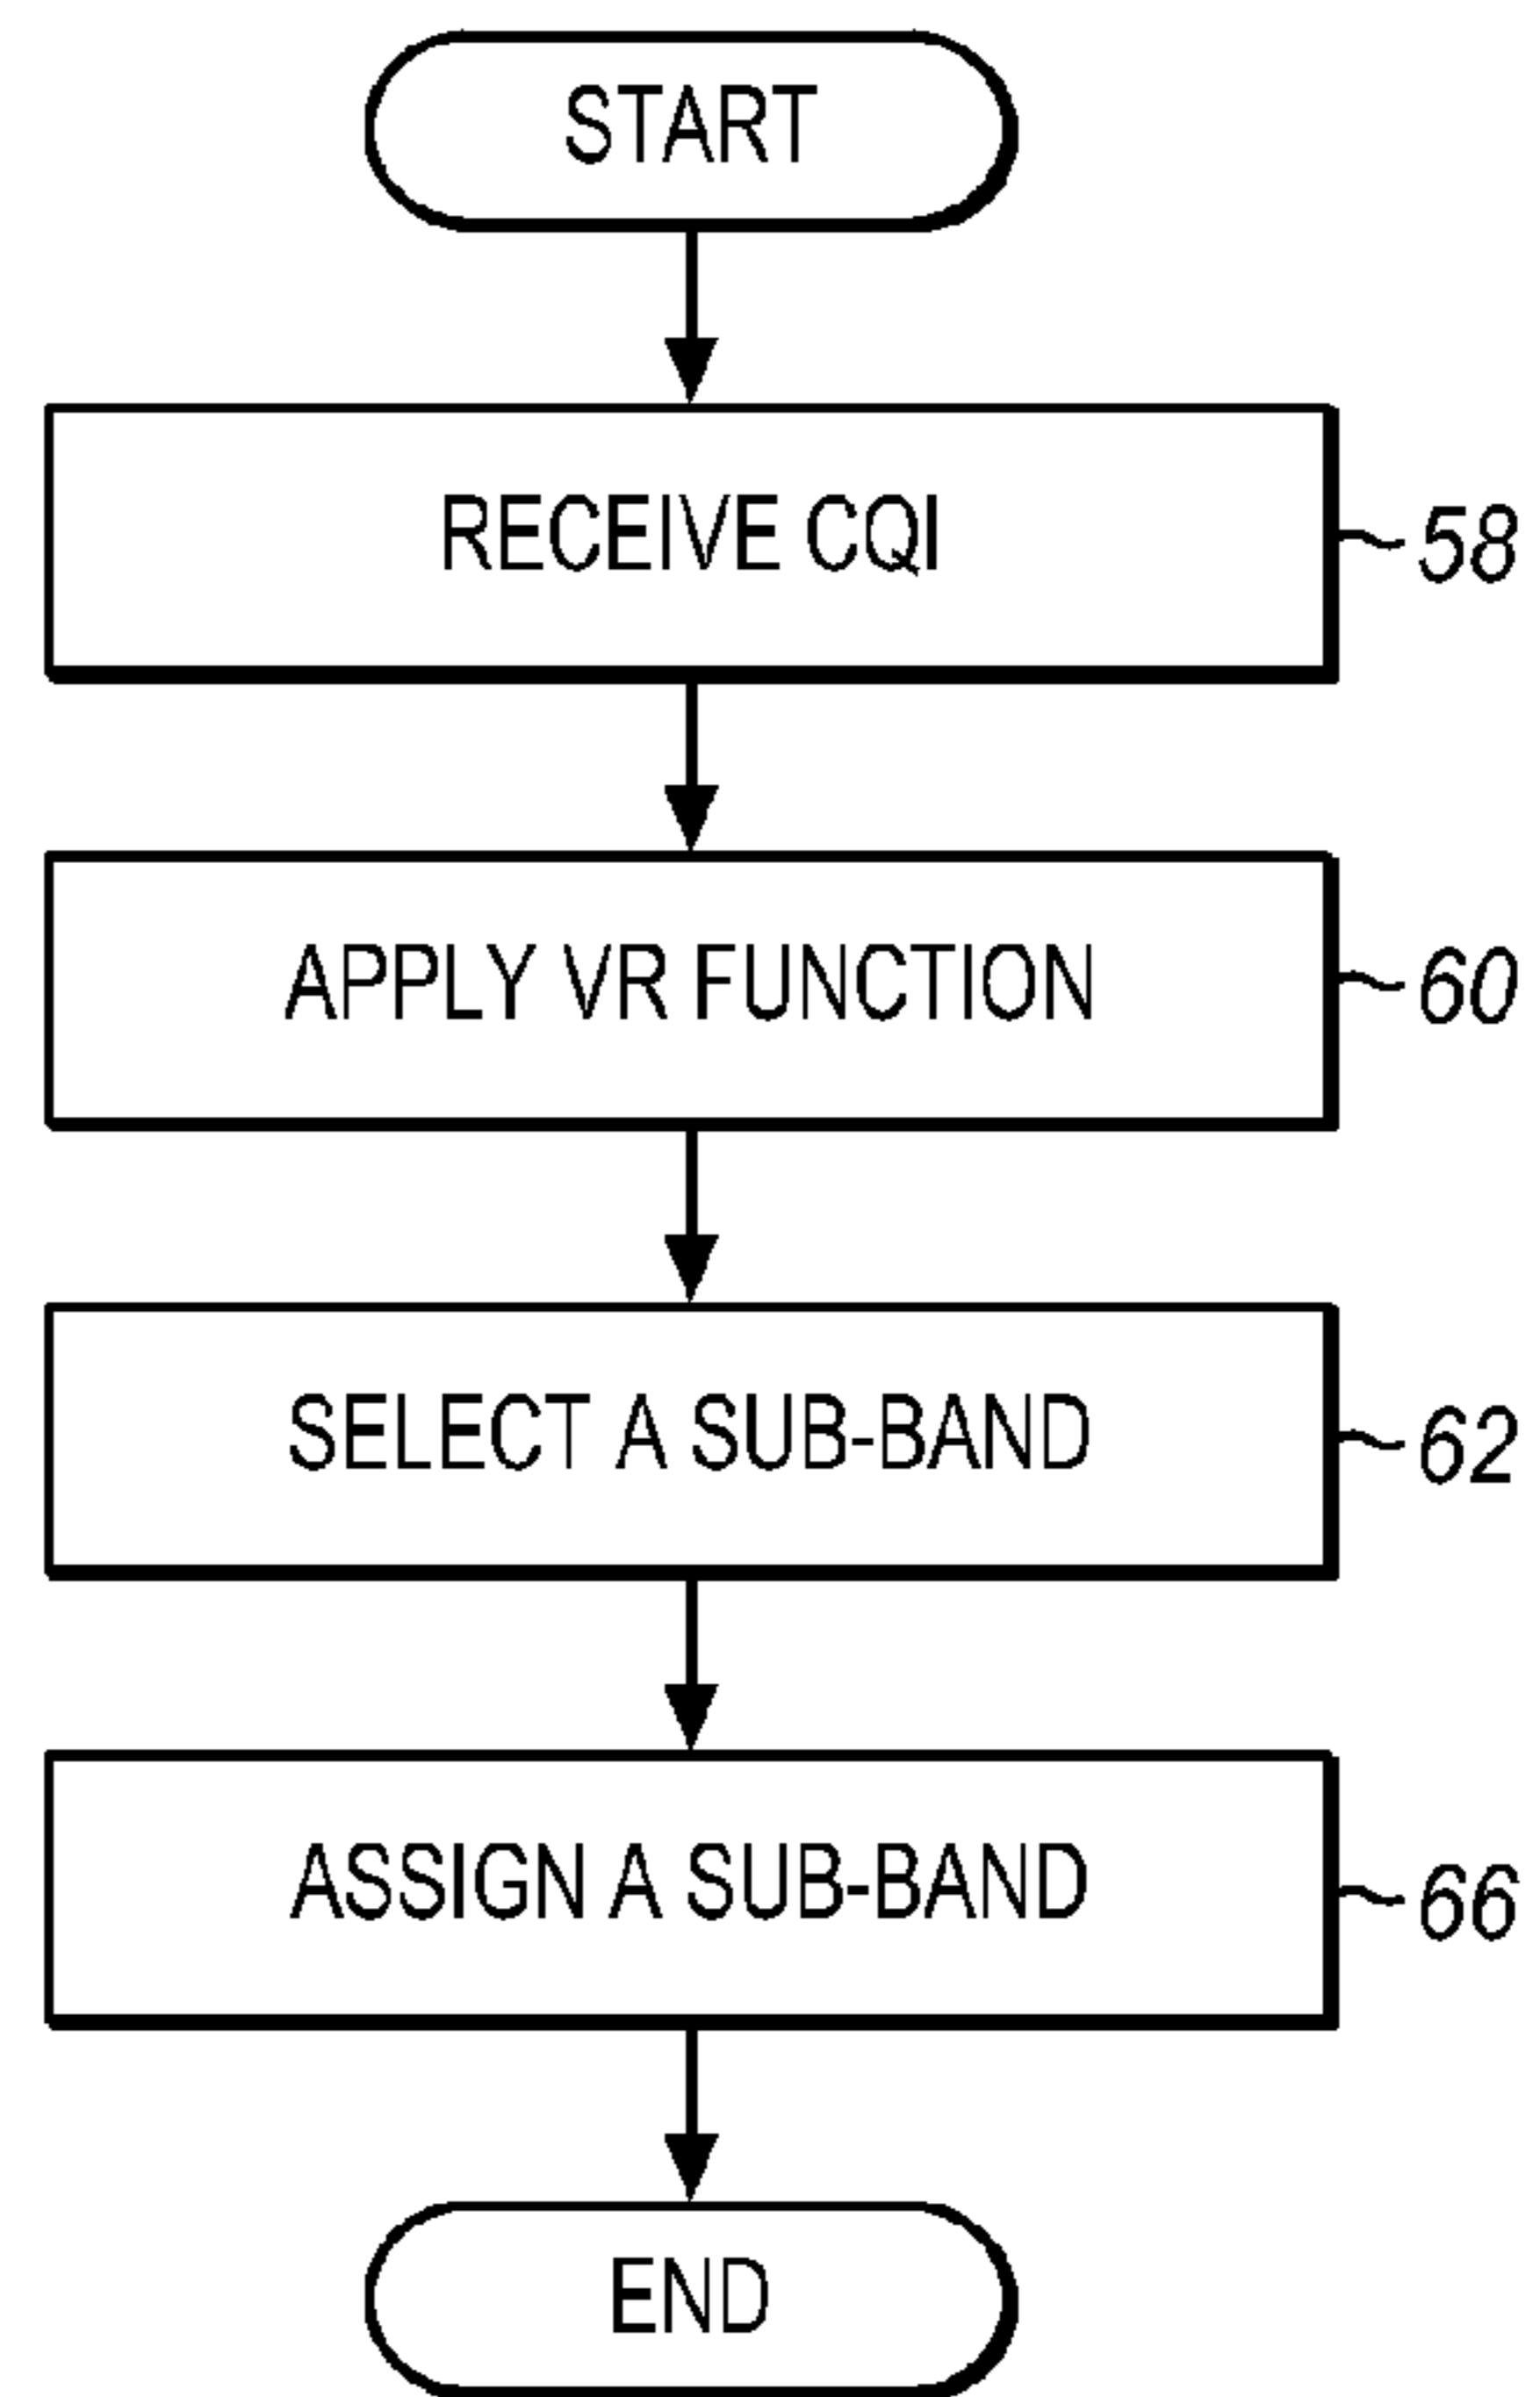 START
RECEIVE CQI
58
APPLY VR FUNCTION
60
SELECT A SUB-BAND
62
ASSIGN A SUB-BAND
66
END